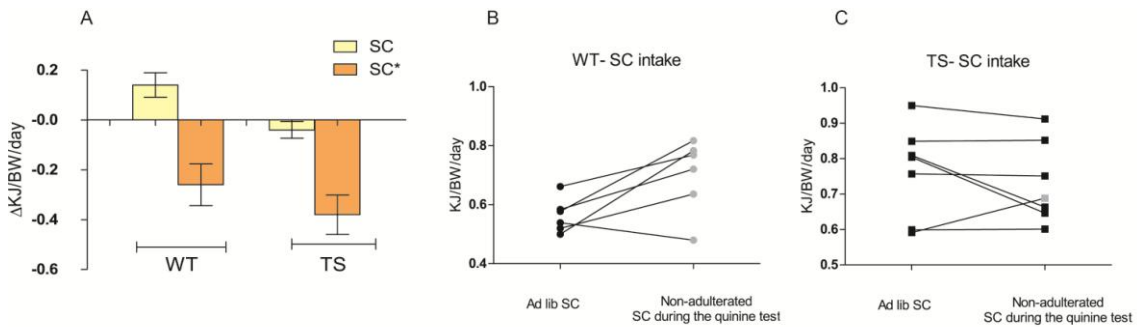 A
SC
SC*
0.2
-0.0
-0.2
-0.4
-0.6
ΔKJ/BW/day
WT
TS
B
WT- SC intake
KJ/BW/day
0.8
0.6
0.4
Ad lib SC
Non-adulterated
SC during the quinine test
C
TS- SC intake
KJ/BW/day
1.0
0.9
0.8
0.7
0.6
0.5
Ad lib SC
Non-adulterated
SC during the quinine test